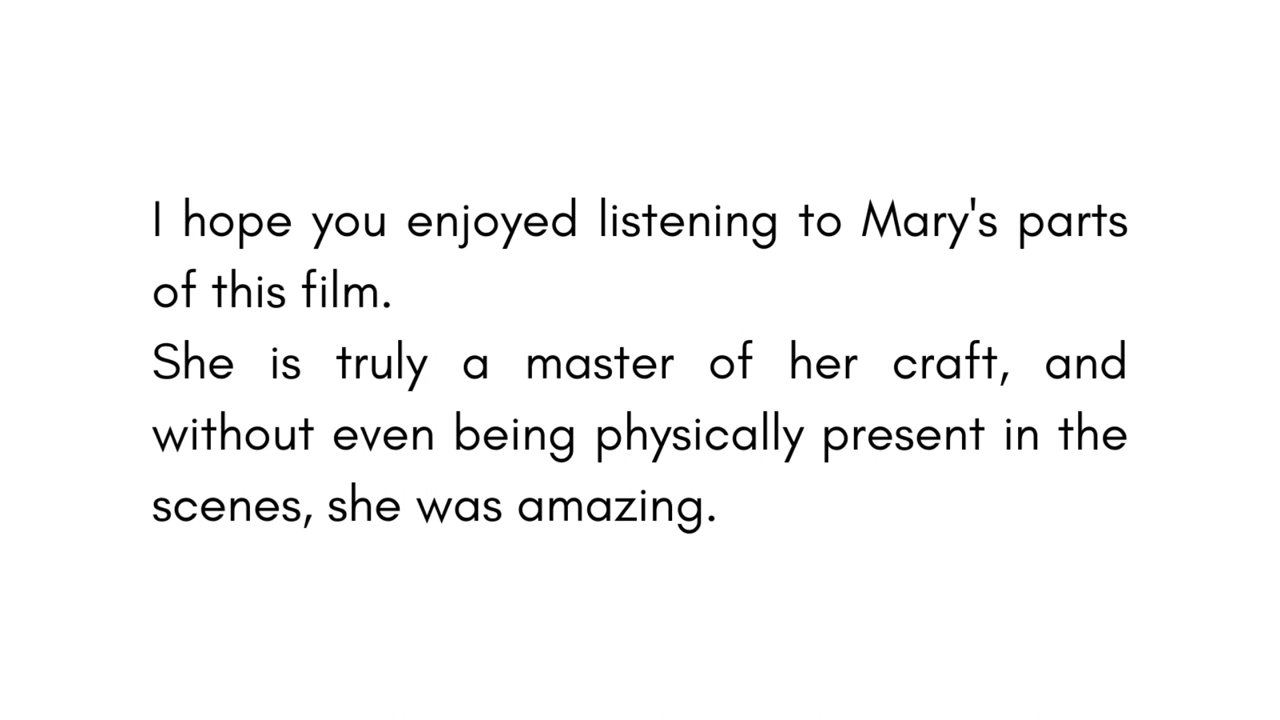 I hope you enjoyed listening to Mary's parts
of this film.
She is truly a master of her craft, and
without even being physically present in the
scenes, she was amazing.